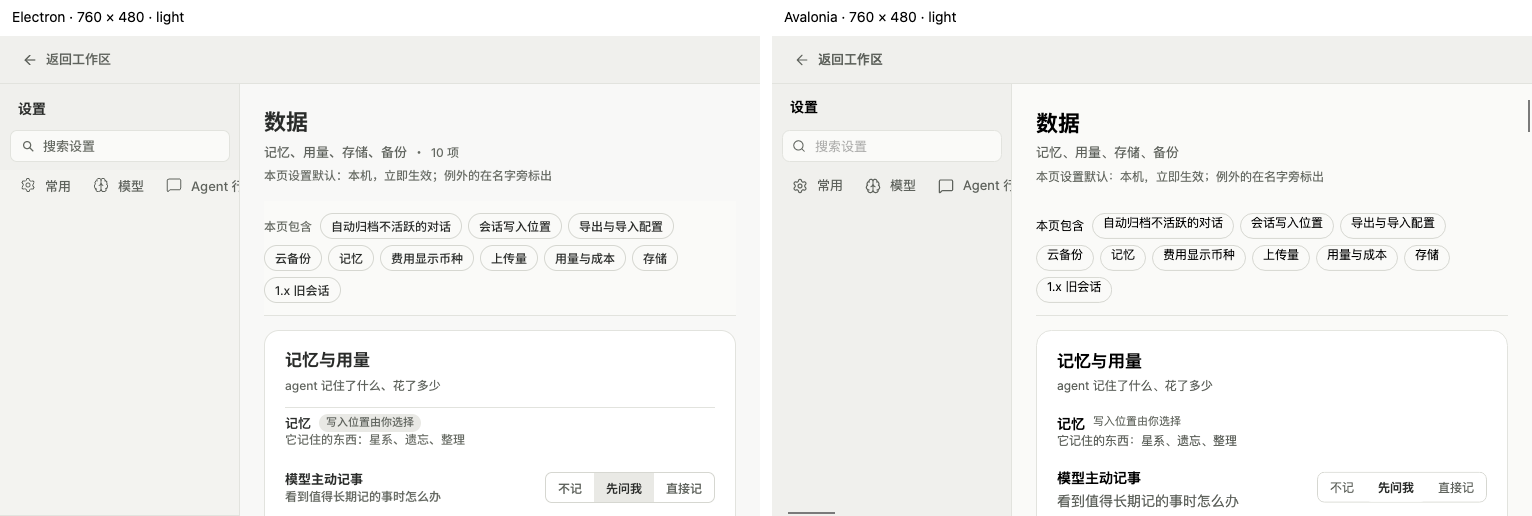 Electron · 760 × 480 · light
返回工作区
设置
搜索设置
常用 模型 Agent 行
数据
记忆、用量、存储、备份 · 10 项
本页设置默认：本机，立即生效；例外的在名字旁标出
本页包含 自动归档不活跃的对话 会话写入位置 导出与导入配置
云备份 记忆 费用显示币种 上传量 用量与成本 存储
1.x 旧会话
记忆与用量
agent 记住了什么、花了多少
记忆 写入位置由你选择
它记住的东西：星系、遗忘、整理
模型主动记事
看到值得长期记的事时怎么办
不记 先问我 直接记
Avalonia · 760 × 480 · light
返回工作区
设置
搜索设置
常用 模型 Agent 行
数据
记忆、用量、存储、备份
本页设置默认：本机，立即生效；例外的在名字旁标出
本页包含 自动归档不活跃的对话 会话写入位置 导出与导入配置
云备份 记忆 费用显示币种 上传量 用量与成本 存储
1.x 旧会话
记忆与用量
agent 记住了什么、花了多少
记忆 写入位置由你选择
它记住的东西：星系、遗忘、整理
模型主动记事
看到值得长期记的事时怎么办
不记 先问我 直接记